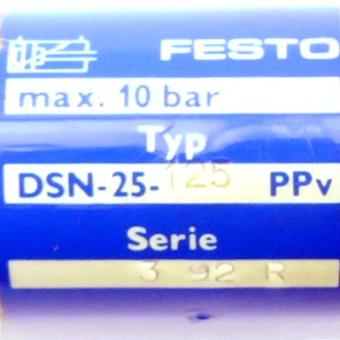 FESTO
max. 10 bar
Typ
DSN-25-125 PPv
Serie
3 92 R